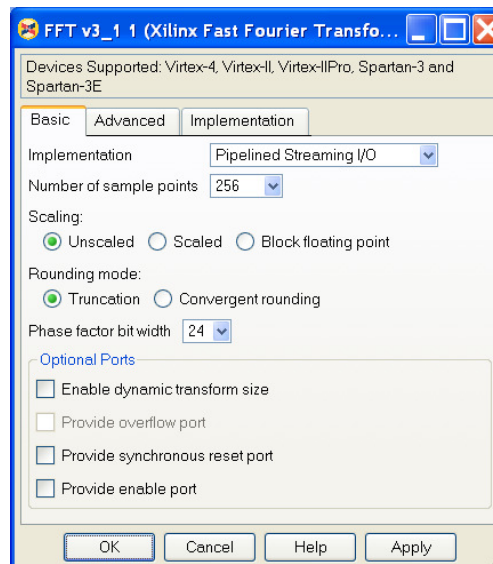 FFT v3_1 1 (Xilinx Fast Fourier Transfo...
Devices Supported: Virtex-4, Virtex-II, Virtex-IIPro, Spartan-3 and
Spartan-3E
Basic Advanced Implementation
Implementation Pipelined Streaming I/O
Number of sample points 256
Scaling:
Unscaled Scaled Block floating point
Rounding mode:
Truncation Convergent rounding
Phase factor bit width 24
Optional Ports
Enable dynamic transform size
Provide overflow port
Provide synchronous reset port
Provide enable port
OK Cancel Help Apply